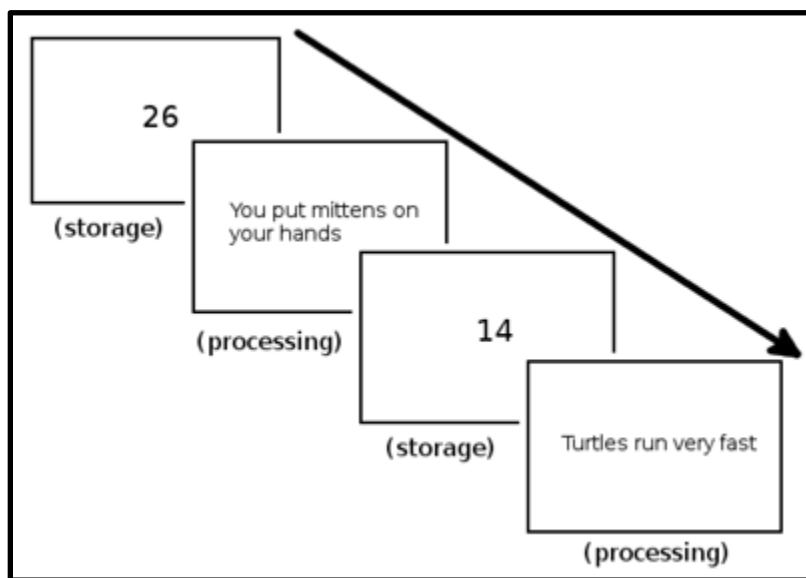 26
(storage)
You put mittens on
your hands
(processing)
14
(storage)
Turtles run very fast
(processing)